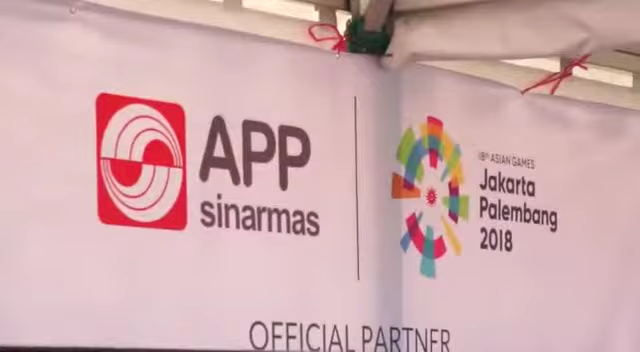 APP
sinarmas
18th ASIAN GAMES
Jakarta
Palembang
2018
OFFICIAL PARTNER